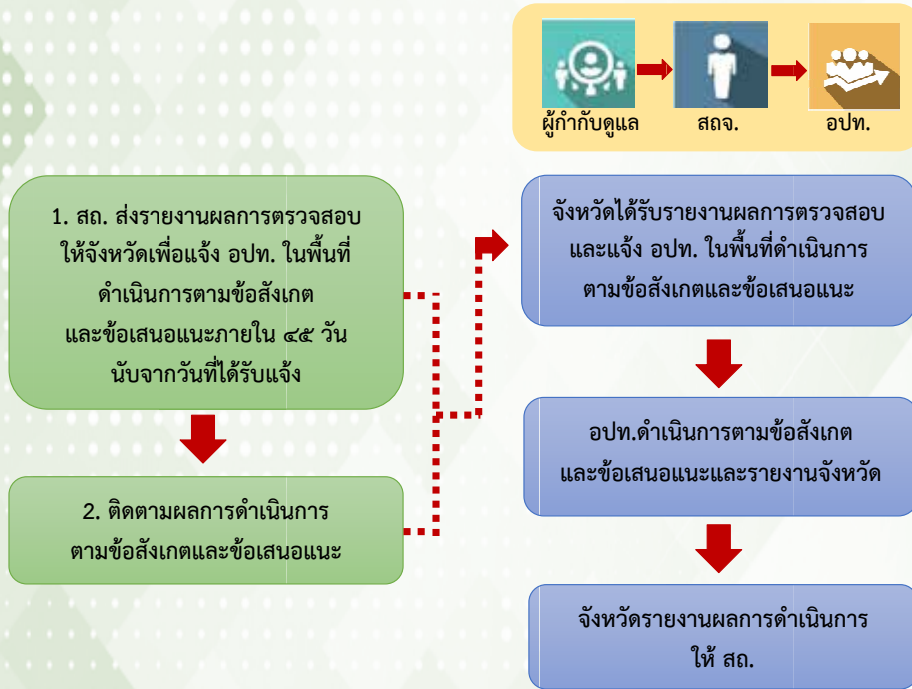 ผู้กำกับดูแล
สถจ.
อปท.
1. สถ. ส่งรายงานผลการตรวจสอบ
ให้จังหวัดเพื่อแจ้ง อปท. ในพื้นที่
ดำเนินการตามข้อสังเกต
และข้อเสนอแนะภายใน ๔๕ วัน
นับจากวันที่ได้รับแจ้ง
2. ติดตามผลการดำเนินการ
ตามข้อสังเกตและข้อเสนอแนะ
จังหวัดได้รับรายงานผลการตรวจสอบ
และแจ้ง อปท. ในพื้นที่ดำเนินการ
ตามข้อสังเกตและข้อเสนอแนะ
อปท.ดำเนินการตามข้อสังเกต
และข้อเสนอแนะและรายงานจังหวัด
จังหวัดรายงานผลการดำเนินการ
ให้ สถ.